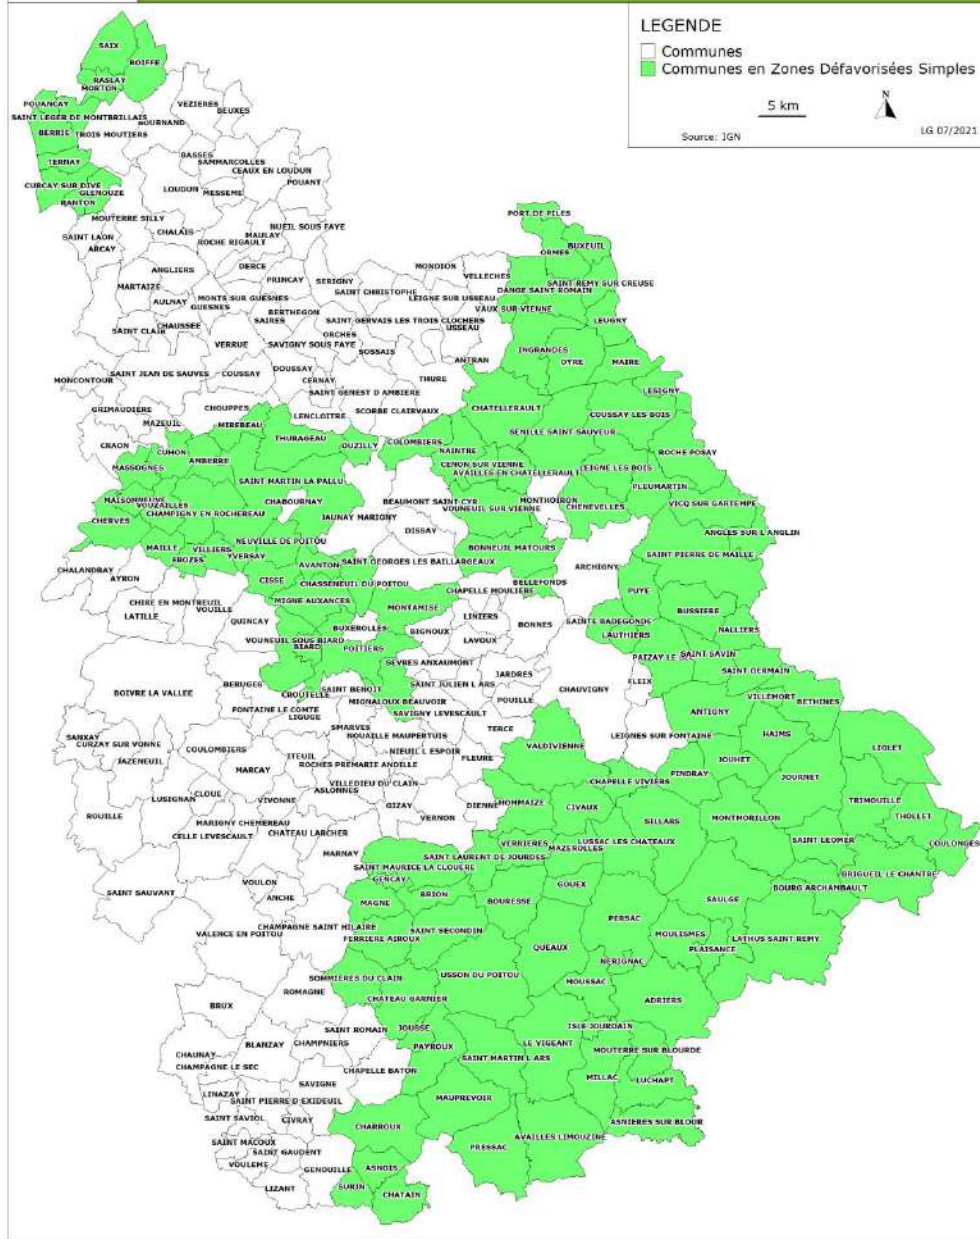 LEGENDE
Communes
Communes en Zones Défavorisées Simples
5 km
N
Source: IGN
LG 07/2021
SAIX
ROIFFE
RASLAY
MORTON
POUANCAY
VEZIERES
BEUXES
SAINT LEGER DE MONTBRILLAIS
BOURNAND
BERRIE
TROIS MOUTIERS
TERNAY
BASSES
SAMMARCOLLES
CEAUX EN LOUDUN
POUANT
CURCAY SUR DIVE
GLENOUZE
RANTON
LOUDUN
MESSEME
MOUTERRE SILLY
SAINT LAON
ARCAY
CHALAIS
MAULAY
NUEIL SOUS FAYE
ROCHE RIGAULT
PORT DE PILES
BUXEUIL
ORMES
ANGLIERS
DERCE
MONDION
VELLECHES
MARTAIZE
PRINCAY
SERIGNY
SAINT REMY SUR CREUSE
AULNAY
MONTS SUR GUESNES
GUESNES
SAINT CHRISTOPHE
LEIGNE SUR USSEAU
DANGE SAINT ROMAIN
VAUX SUR VIENNE
BERTHEGON
SAIRES
SAINT GERVAIS LES TROIS CLOCHERS
USSEAU
LEUGNY
SAINT CLAIR
CHAUSSEE
ORCHES
VERRUE
SAVIGNY SOUS FAYE
SOSSAIS
INGRANDES
OYRE
MAIRE
ANTRAN
MONCONTOUR
SAINT JEAN DE SAUVES
COUSSAY
DOUSSAY
CERNAY
THURE
SAINT GENEST D AMBIERE
LESIGNY
GRIMAUDIERE
CHOUPPES
LENCLOITRE
SCORBE CLAIRVAUX
CHATELLERAULT
COUSSAY LES BOIS
MAZEUIL
MIREBEAU
SENILLE SAINT SAUVEUR
CRAON
THURAGEAU
OUZILLY
COLOMBIERS
NAINTRE
ROCHE POSAY
CUHON
AMBERRE
MASSOGNES
CENON SUR VIENNE
AVAILLES EN CHATELLERAULT
LEIGNE LES BOIS
SAINT MARTIN LA PALLU
PLEUMARTIN
MAISONNEUVE
VOUZAILLES
CHABOURNAY
BEAUMONT SAINT-CYR
MONTHOIRON
CHENEVELLES
VICQ SUR GARTEMPE
CHERVES
CHAMPIGNY EN ROCHEREAU
JAUNAY MARIGNY
VOUNEUIL SUR VIENNE
ANGLES SUR L ANGLIN
DISSAY
NEUVILLE DE POITOU
MAILLE
VILLIERS
YVERSAY
FROZES
AVANTON
SAINT GEORGES LES BAILLARGEAUX
BONNEUIL MATOURS
SAINT PIERRE DE MAILLE
CHALANDRAY
AYRON
CISSE
CHASSENEUIL DU POITOU
BELLEFONDS
ARCHIGNY
CHAPELLE MOULIERE
PUYE
CHIRE EN MONTREUIL
LATILLE
VOUILLE
MIGNE AUXANCES
MONTAMISE
LINIERS
BONNES
SAINTE RADEGONDE
BUSSIERE
QUINCAY
BUXEROLLES
BIGNOUX
LAUTHIERS
NALLIERS
VOUNEUIL SOUS BIARD
BIARD
POITIERS
LAVOUX
PAIZAY LE SEC
SAINT SAVIN
SEVRES ANXAUMONT
SAINT GERMAIN
BERUGES
SAINT JULIEN L ARS
JARDRES
FLEIX
BOIVRE LA VALLEE
CROUTELLE
SAINT BENOIT
MIGNALOUX BEAUVOIR
POUILLE
CHAUVIGNY
VILLEMORT
BETHINES
FONTAINE LE COMTE
LIGUGE
SAVIGNY LEVESCAULT
ANTIGNY
SANXAY
SMARVES
NOUAILLE MAUPERTUIS
TERCE
LEIGNES SUR FONTAINE
HAIMS
CURZAY SUR VONNE
COULOMBIERS
NIEUIL L ESPOIR
VALDIVIENNE
LIGLET
JAZENEUIL
ITEUIL
ROCHES PREMARIE ANDILLE
FLEURE
JOUHET
MARCAY
PINDRAY
JOURNET
ASLONNES
VILLEDIEU DU CLAIN
CHAPELLE VIVIERS
LUSIGNAN
CLOUE
VIVONNE
GIZAY
DIENNE
LHOMMAIZE
CIVAUX
TRIMOUILLE
ROUILLE
MARIGNY CHEMEREAU
VERNON
SILLARS
MONTMORILLON
THOLLET
CELLE LEVESCAULT
CHATEAU LARCHER
VERRIERES
LUSSAC LES CHATEAUX
SAINT LEOMER
COULONGES
MARNAY
SAINT LAURENT DE JOURDES
MAZEROLLES
SAINT MAURICE LA CLOUERE
BRIGUEIL LE CHANTRE
GENCAY
GOUEX
BOURG ARCHAMBAULT
VOULON
SAINT SAUVANT
BRION
BOURESSE
SAULGE
ANCHE
MAGNE
PERSAC
CHAMPAGNE SAINT HILAIRE
SAINT SECONDIN
MOULISMES
VALENCE EN POITOU
FERRIERE AIROUX
QUEAUX
PLAISANCE
LATHUS SAINT REMY
NERIGNAC
SOMMIERES DU CLAIN
USSON DU POITOU
MOUSSAC
ROMAGNE
CHATEAU GARNIER
ADRIERS
BRUX
SAINT ROMAIN
JOUSSE
ISLE JOURDAIN
BLANZAY
CHAMPNIERS
PAYROUX
LE VIGEANT
MOUTERRE SUR BLOURDE
CHAUNAY
SAINT MARTIN L ARS
CHAMPAGNE LE SEC
CHAPELLE BATON
MILLAC
LUCHAPT
SAVIGNE
LINAZAY
SAINT PIERRE D EXIDEUIL
MAUPREVOIR
SAINT SAVIOL
CIVRAY
CHARROUX
ASNIERES SUR BLOUR
SAINT MACOUX
AVAILLES LIMOUZINE
SAINT GAUDENT
PRESSAC
VOULEME
GENOUILLE
ASNOIS
LIZANT
SURIN
CHATAIN